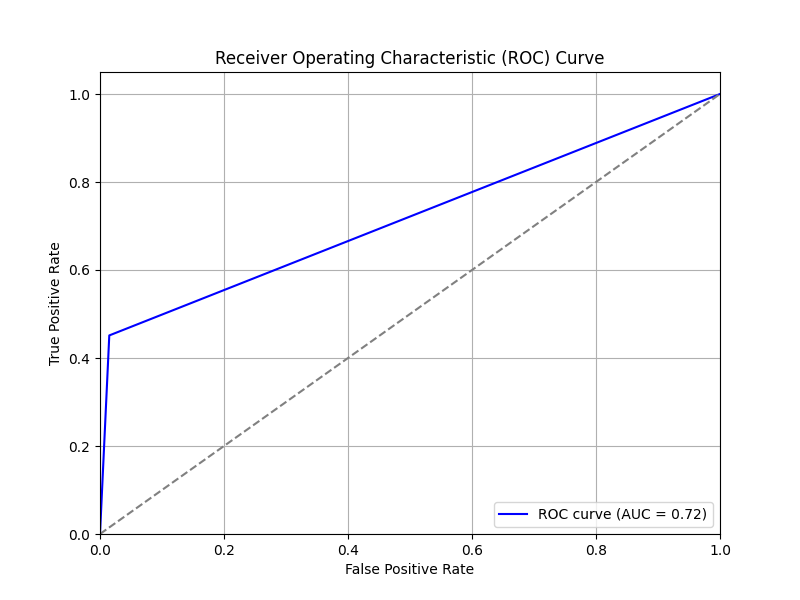 Receiver Operating Characteristic (ROC) Curve
1.0
0.8
0.6
0.4
0.2
0.0
True Positive Rate
ROC curve (AUC = 0.72)
0.0 0.2 0.4 0.6 0.8 1.0
False Positive Rate